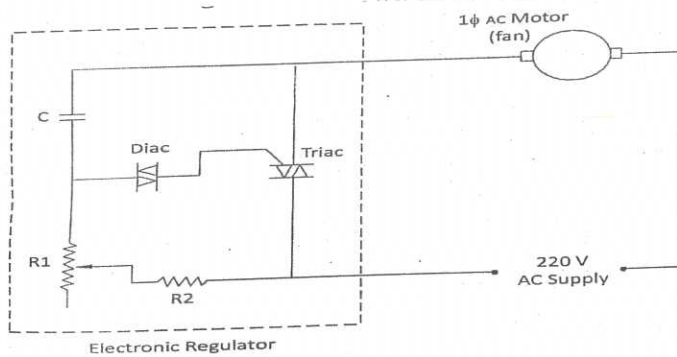 1ϕ AC Motor
(fan)
C
Diac
Triac
R1
R2
220 V
AC Supply
Electronic Regulator